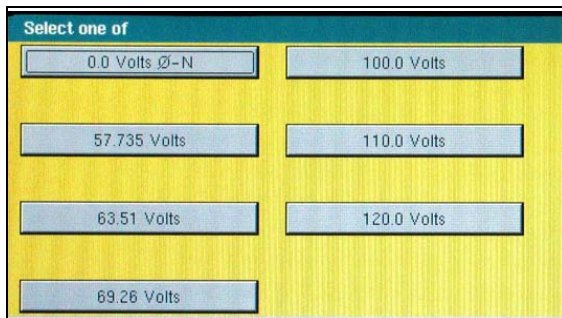 Select one of
0.0 Volts Ø-N
100.0 Volts
57.735 Volts
110.0 Volts
63.51 Volts
120.0 Volts
69.26 Volts